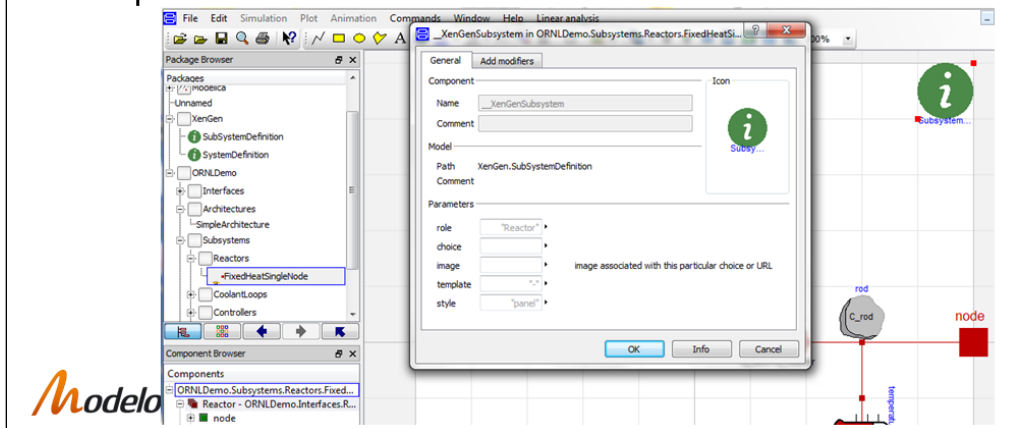 File Edit Simulation Plot Animation Commands Window Help Linear analysis
Package Browser
Packages
Modelica
Unnamed
XenGen
SubSystemDefinition
SystemDefinition
ORNLDemo
Interfaces
Architectures
SimpleArchitecture
Subsystems
Reactors
FixedHeatSingleNode
CoolantLoops
Controllers
Component Browser
Components
ORNLDemo.Subsystems.Reactors.Fixed...
Reactor - ORNLDemo.Interfaces.R...
node
__XenGenSubsystem in ORNLDemo.Subsystems.Reactors.FixedHeatSi...
General Add modifiers
Component
Name __XenGenSubsystem
Comment
Icon
i
Subsy...
Model
Path XenGen.SubSystemDefinition
Comment
Parameters
role "Reactor"
choice
image image associated with this particular choice or URL
template "-"
style "panel"
OK Info Cancel
00%
i
Subsystem...
rod
C_rod
node
Modelo